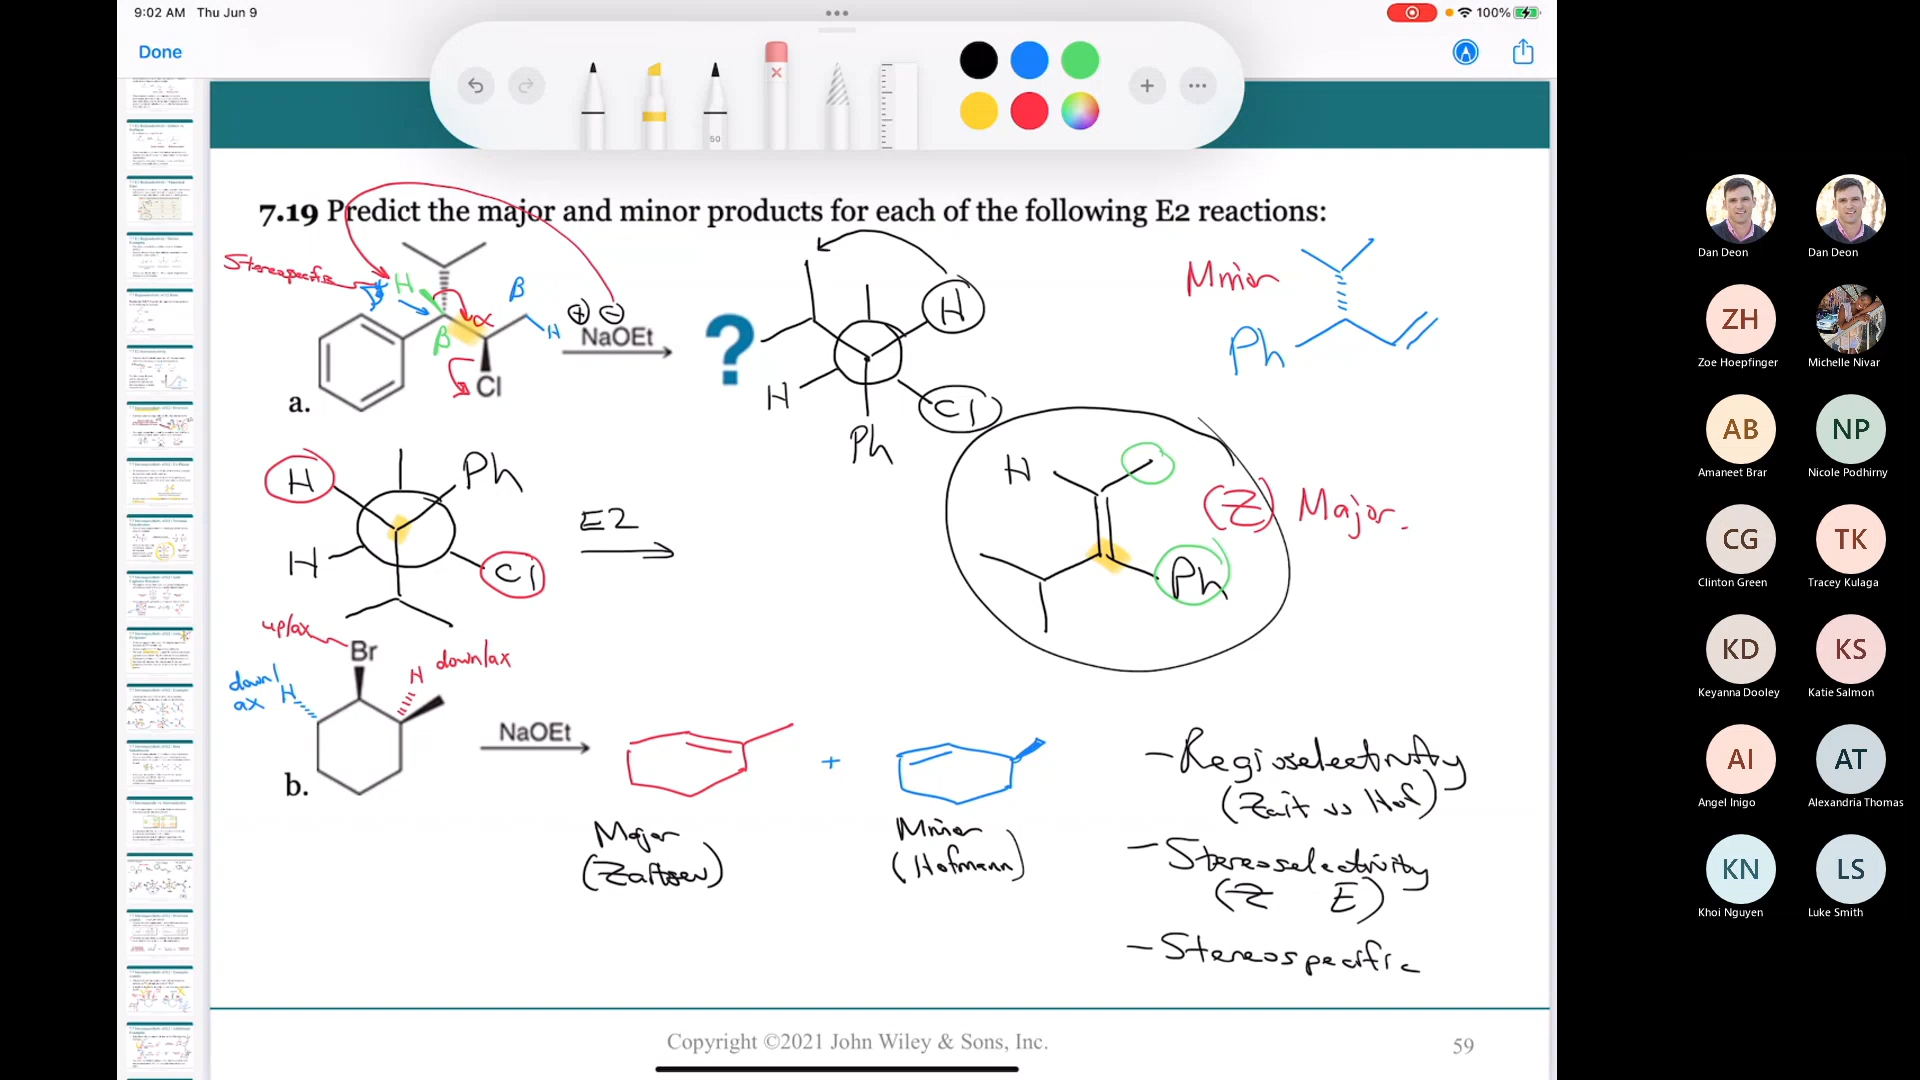 9:02 AM Thu Jun 9
100%
Done
50
7.19 Predict the major and minor products for each of the following E2 reactions:
Stereospecific
H
β
α
β
H
Cl
a.
⊕ ⊖
NaOEt
?
H
H
Cl
Ph
Minor
Ph
H
Ph
H
Cl
E2
H
Ph
(Z) Major.
up/ax
Br
H down/ax
down/
ax
H
b.
NaOEt
+
Major
(Zaitsev)
Minor
(Hofmann)
- Regioselectivity
(Zait vs Hof)
- Stereoselectivity
(Z E)
- Stereospecific
Copyright ©2021 John Wiley & Sons, Inc.
59
Dan Deon
Dan Deon
ZH
Zoe Hoepfinger
Michelle Nivar
AB
Amaneet Brar
NP
Nicole Podhirny
CG
Clinton Green
TK
Tracey Kulaga
KD
Keyanna Dooley
KS
Katie Salmon
AI
Angel Inigo
AT
Alexandria Thomas
KN
Khoi Nguyen
LS
Luke Smith